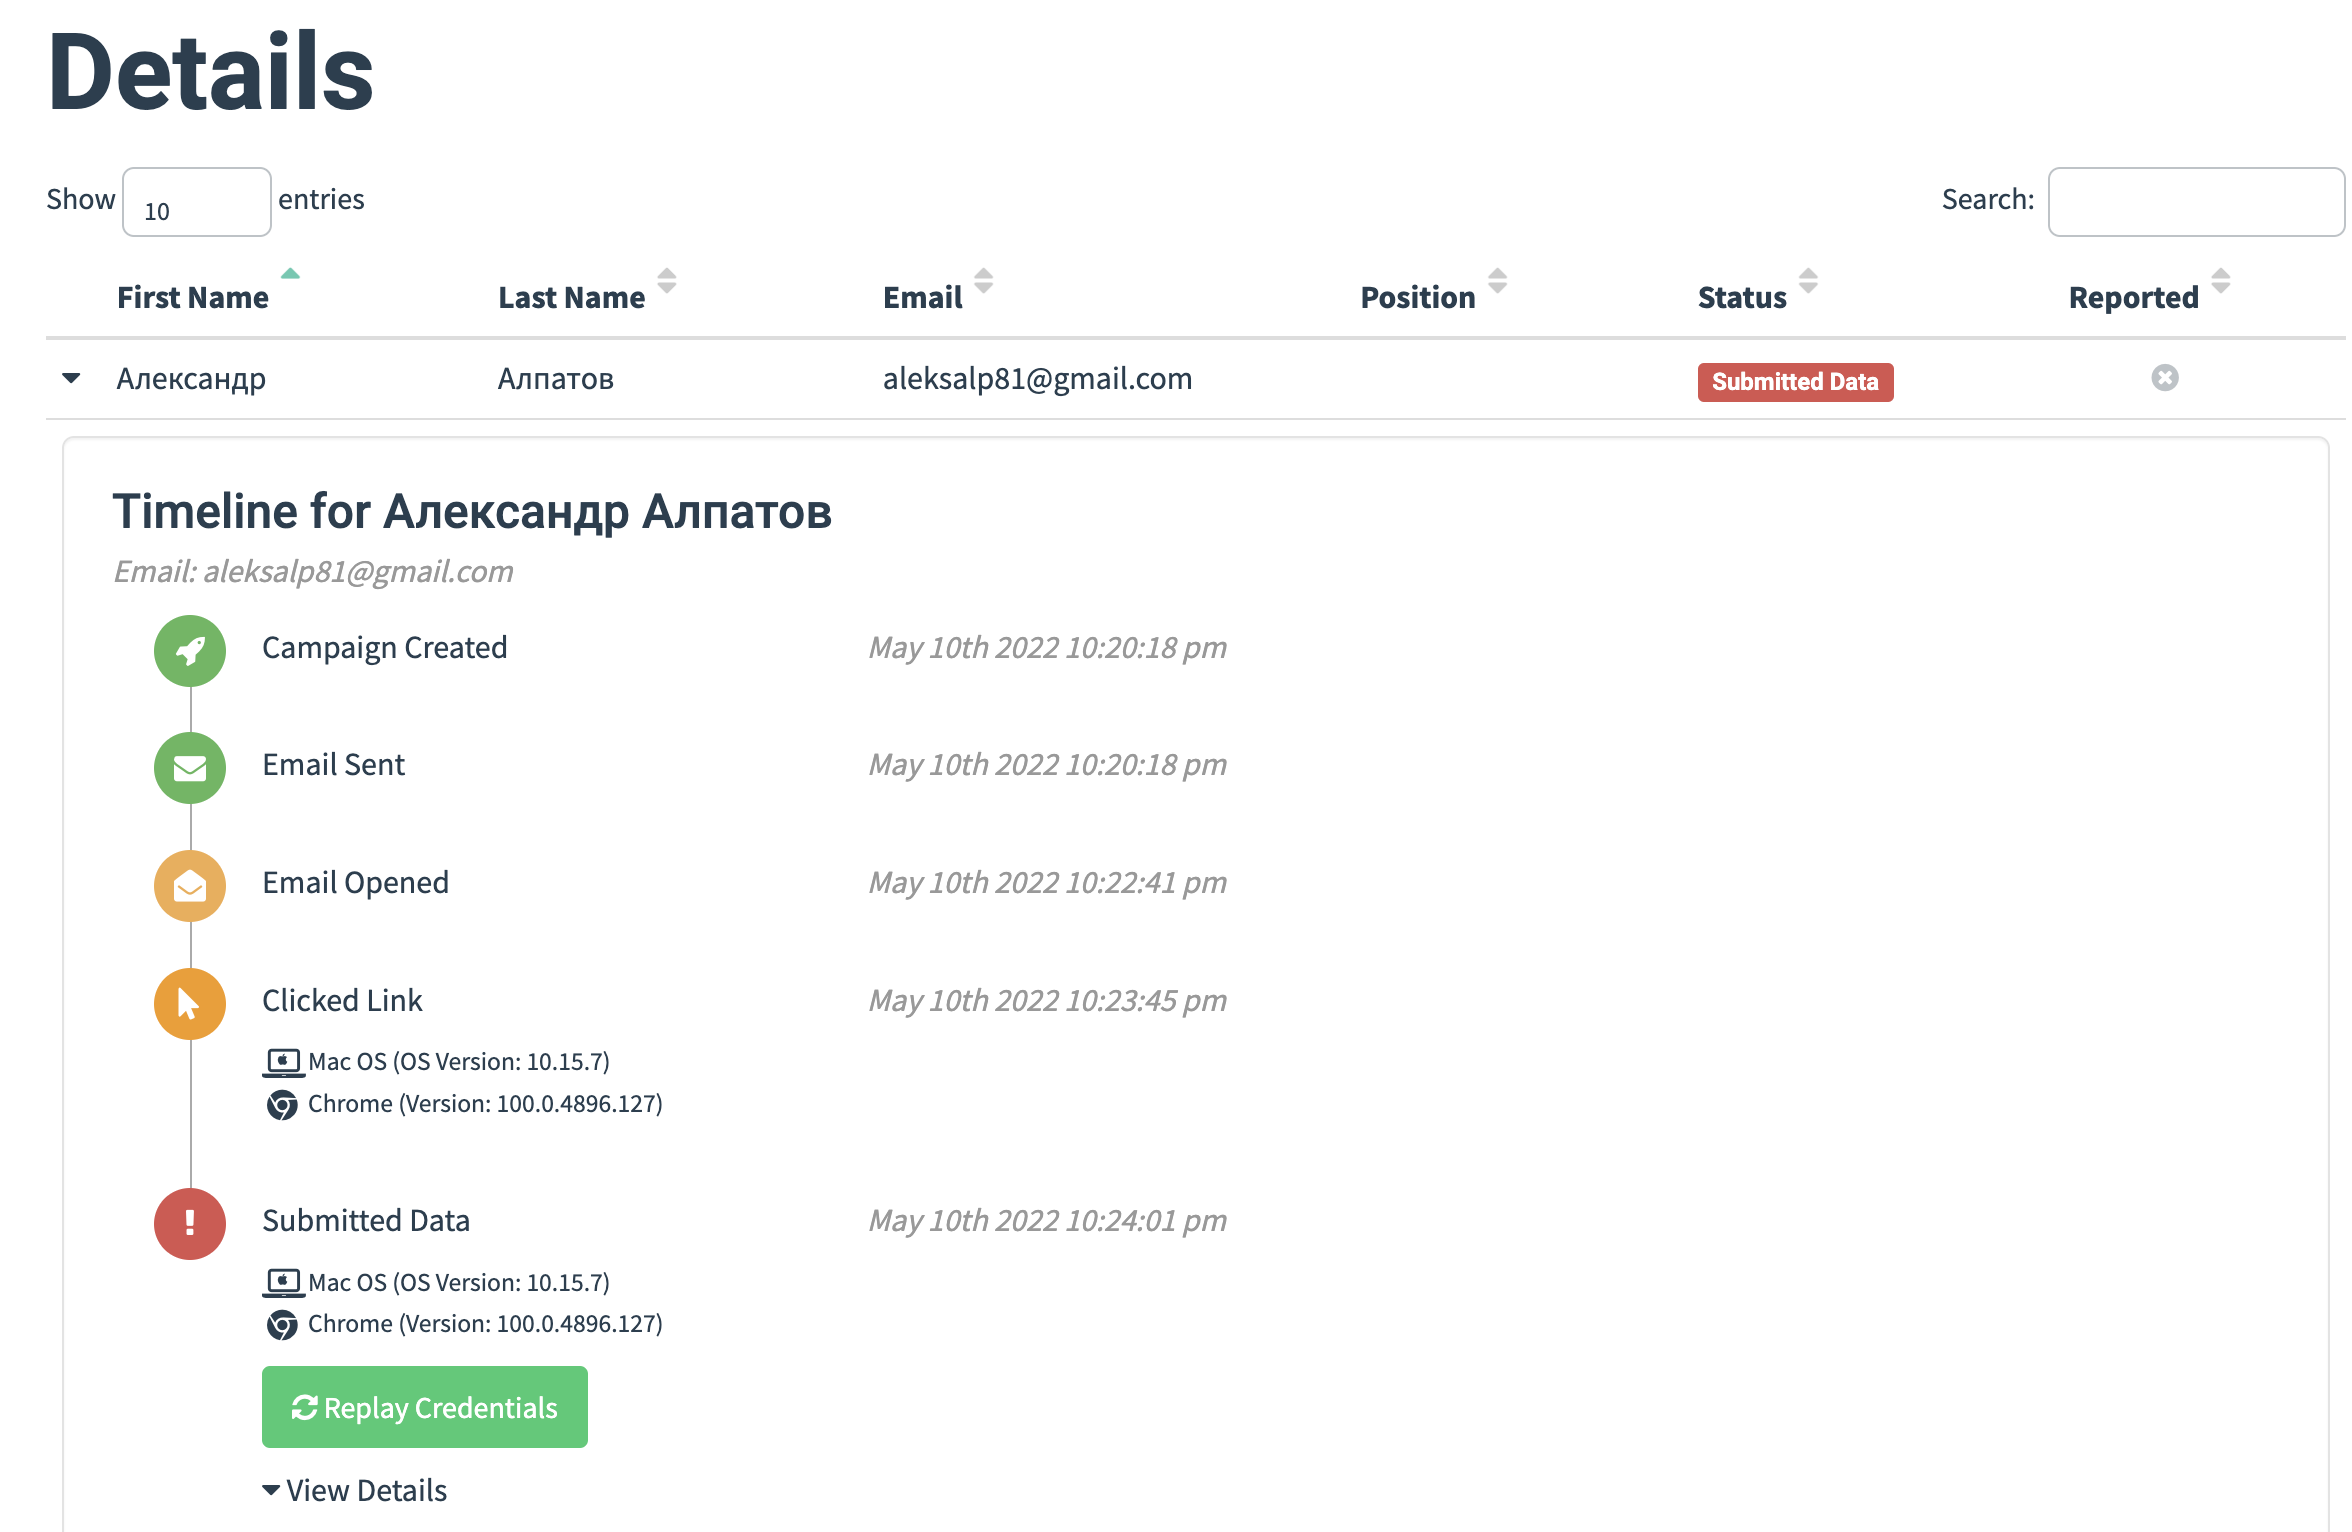 Details
Show 10 entries Search:
First Name Last Name Email Position Status Reported
Александр Алпатов aleksalp81@gmail.com Submitted Data
Timeline for Александр Алпатов
Email: aleksalp81@gmail.com
Campaign Created May 10th 2022 10:20:18 pm
Email Sent May 10th 2022 10:20:18 pm
Email Opened May 10th 2022 10:22:41 pm
Clicked Link May 10th 2022 10:23:45 pm
Mac OS (OS Version: 10.15.7)
Chrome (Version: 100.0.4896.127)
Submitted Data May 10th 2022 10:24:01 pm
Mac OS (OS Version: 10.15.7)
Chrome (Version: 100.0.4896.127)
Replay Credentials
View Details